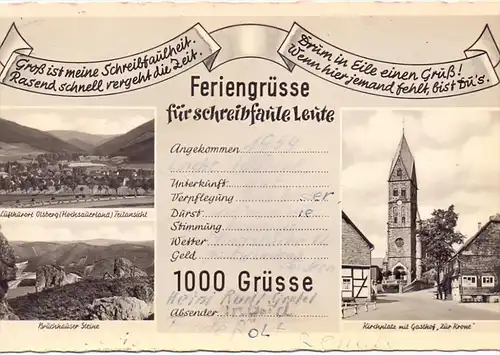 Groß ist meine Schreibfaulheit.
Rasend schnell vergeht die Zeit.
Drum in Eile einen Gruß!
Wenn hier jemand fehlt, bist Du's.
Feriengrüsse
für schreibfaule Leute
Angekommen 1959
Unterkunft
Verpflegung
Durst
Stimmung
Wetter
Geld
1000 Grüsse
Absender
Luftkurort Olsberg (Hochsauerland) Teilansicht
Bruchhauser Steine
Kirchplatz mit Gasthof „Zur Krone"